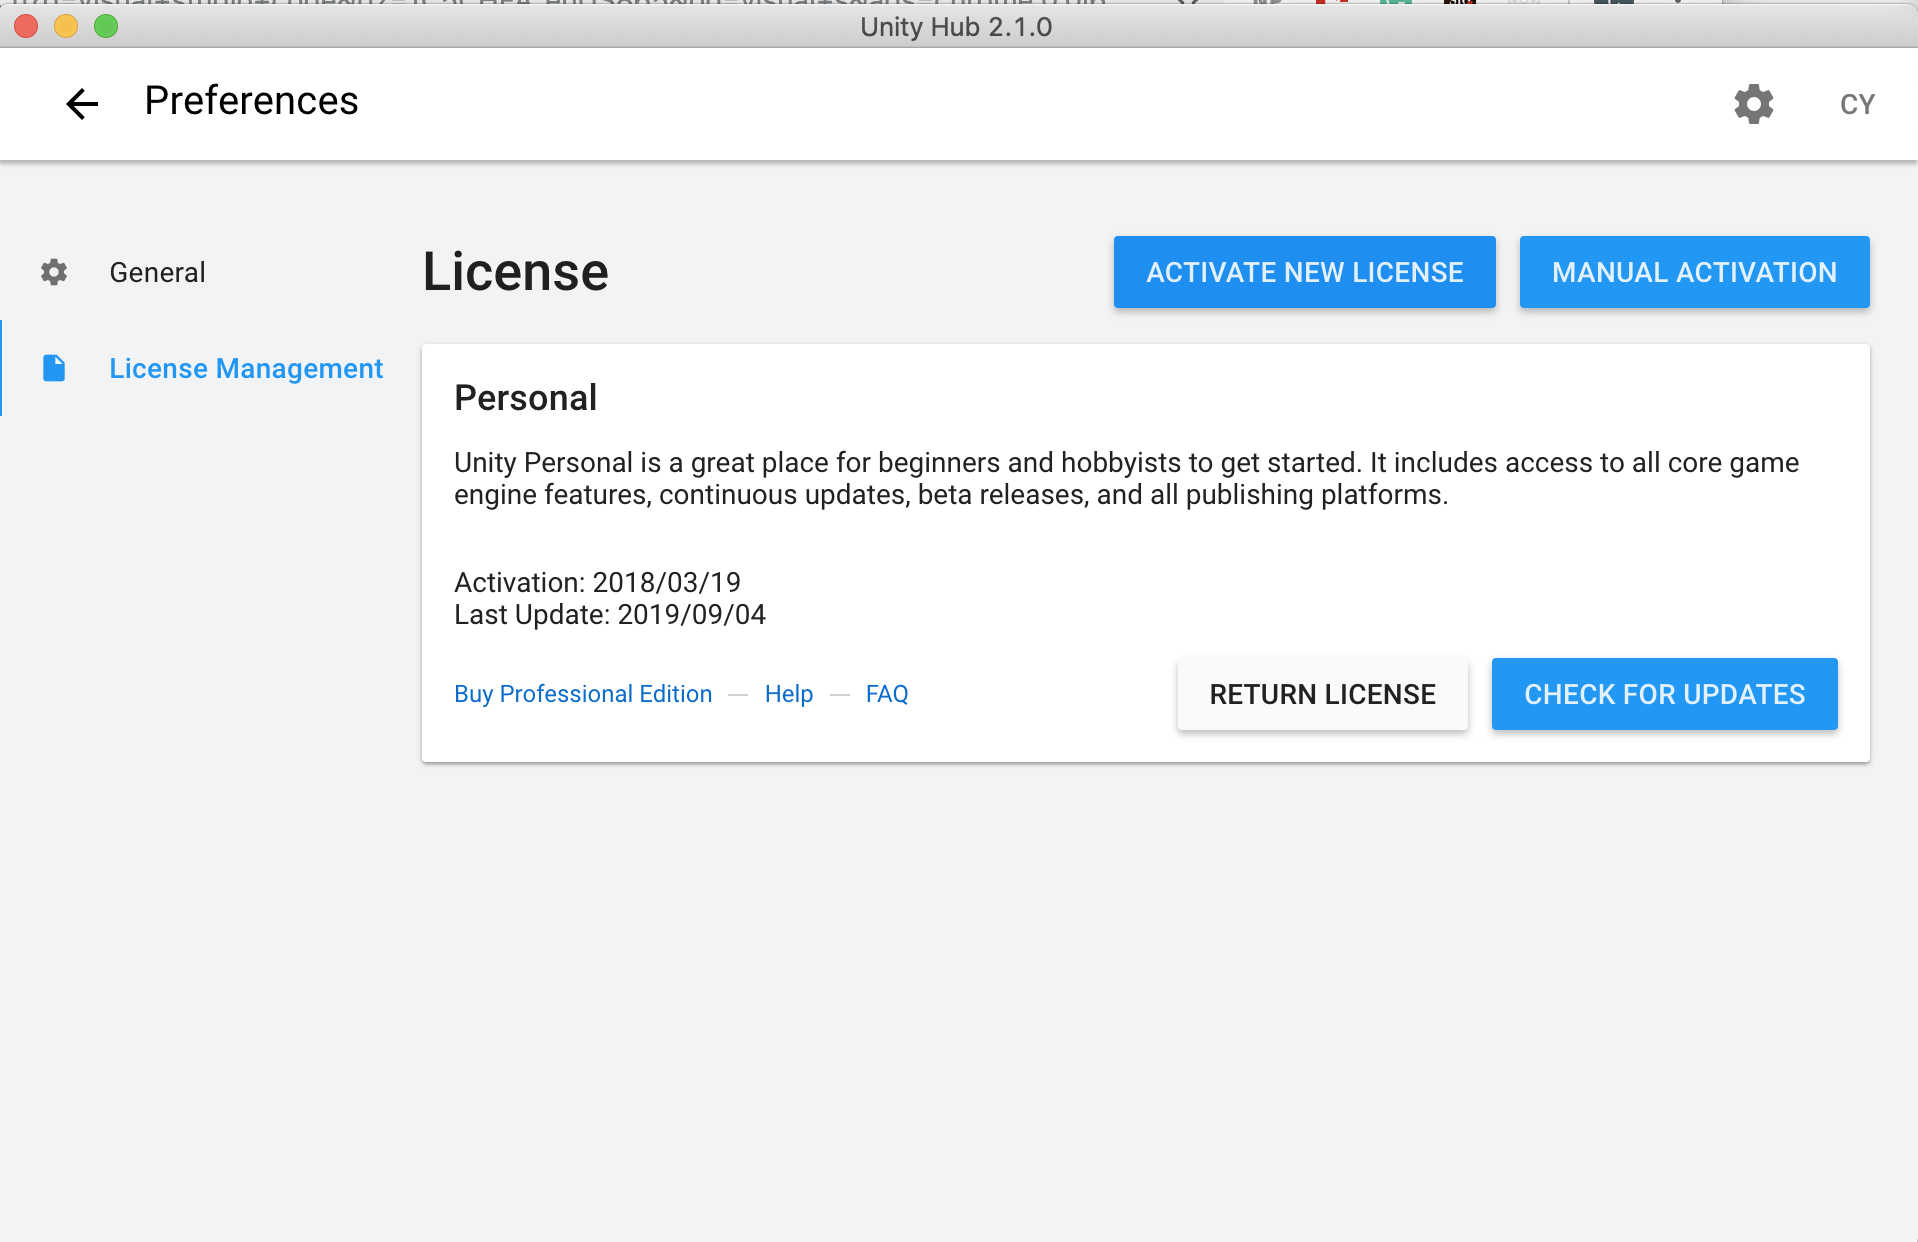 Unity Hub 2.1.0
Preferences
CY
General
License Management
License
ACTIVATE NEW LICENSE
MANUAL ACTIVATION
Personal
Unity Personal is a great place for beginners and hobbyists to get started. It includes access to all core game
engine features, continuous updates, beta releases, and all publishing platforms.
Activation: 2018/03/19
Last Update: 2019/09/04
Buy Professional Edition — Help — FAQ
RETURN LICENSE
CHECK FOR UPDATES